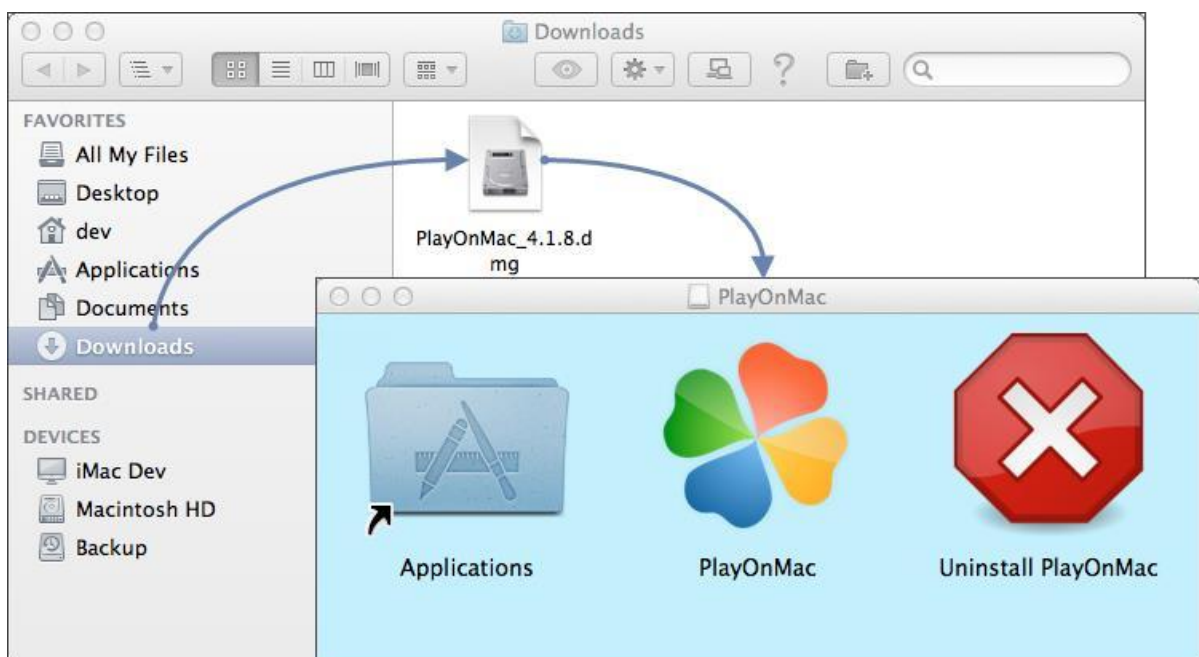 Downloads
?
FAVORITES
All My Files
Desktop
dev
Applications
Documents
Downloads
SHARED
DEVICES
iMac Dev
Macintosh HD
Backup
PlayOnMac_4.1.8.d
mg
PlayOnMac
Applications
PlayOnMac
Uninstall PlayOnMac